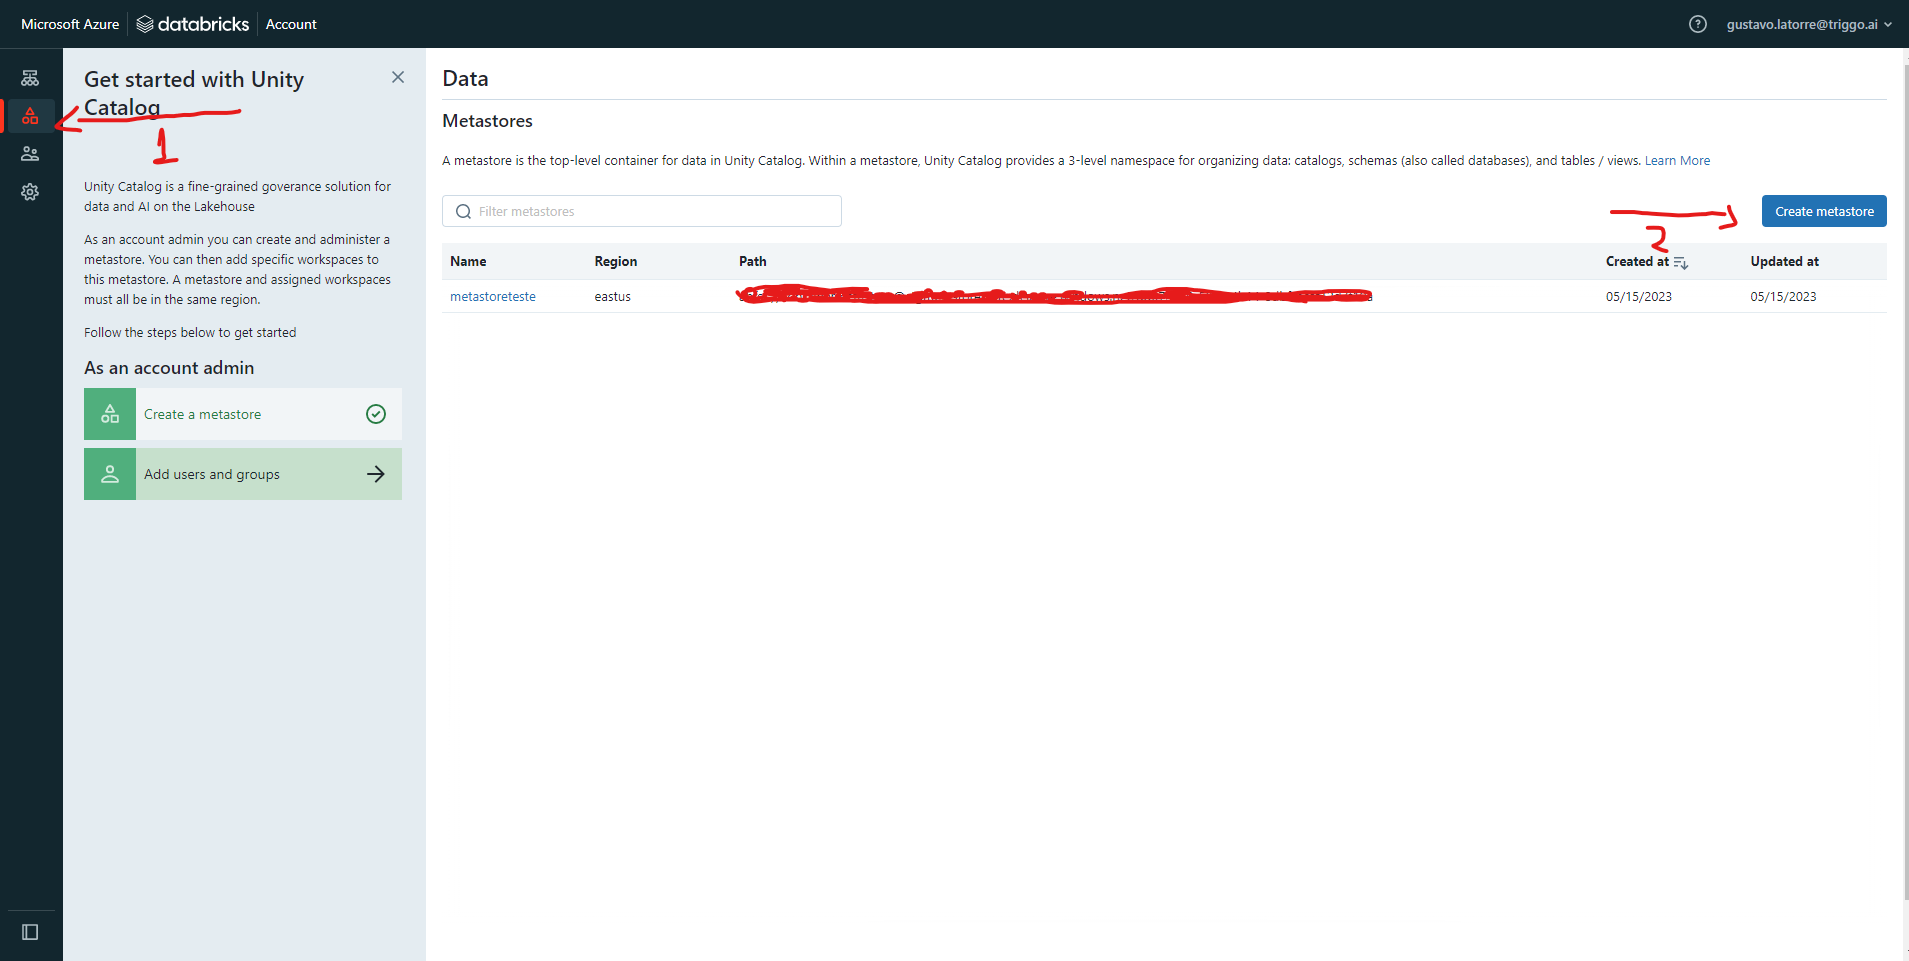 Microsoft Azure databricks Account
gustavo.latorre@triggo.ai
Get started with Unity
Catalog
1
Unity Catalog is a fine-grained goverance solution for
data and AI on the Lakehouse
As an account admin you can create and administer a
metastore. You can then add specific workspaces to
this metastore. A metastore and assigned workspaces
must all be in the same region.
Follow the steps below to get started
As an account admin
Create a metastore
Add users and groups
Data
Metastores
A metastore is the top-level container for data in Unity Catalog. Within a metastore, Unity Catalog provides a 3-level namespace for organizing data: catalogs, schemas (also called databases), and tables / views. Learn More
Filter metastores
Create metastore
2
Name Region Path Created at Updated at
metastoreteste eastus 05/15/2023 05/15/2023